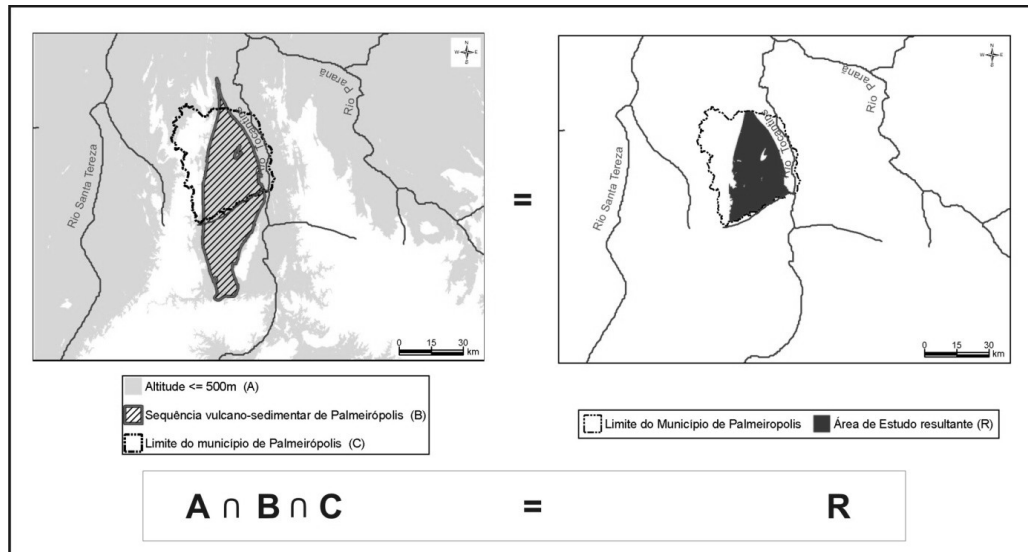 N
S
Rio Santa Tereza
Rio Paranã
Rio Tocantins
0 15 30
km
Altitude <= 500m (A)
Sequência vulcano-sedimentar de Palmeirópolis (B)
Limite do município de Palmeirópolis (C)
=
N
S
Rio Santa Tereza
Rio Paranã
Rio Tocantins
0 15 30
km
Limite do Município de Palmeiropolis
Área de Estudo resultante (R)
A ∩ B ∩ C = R